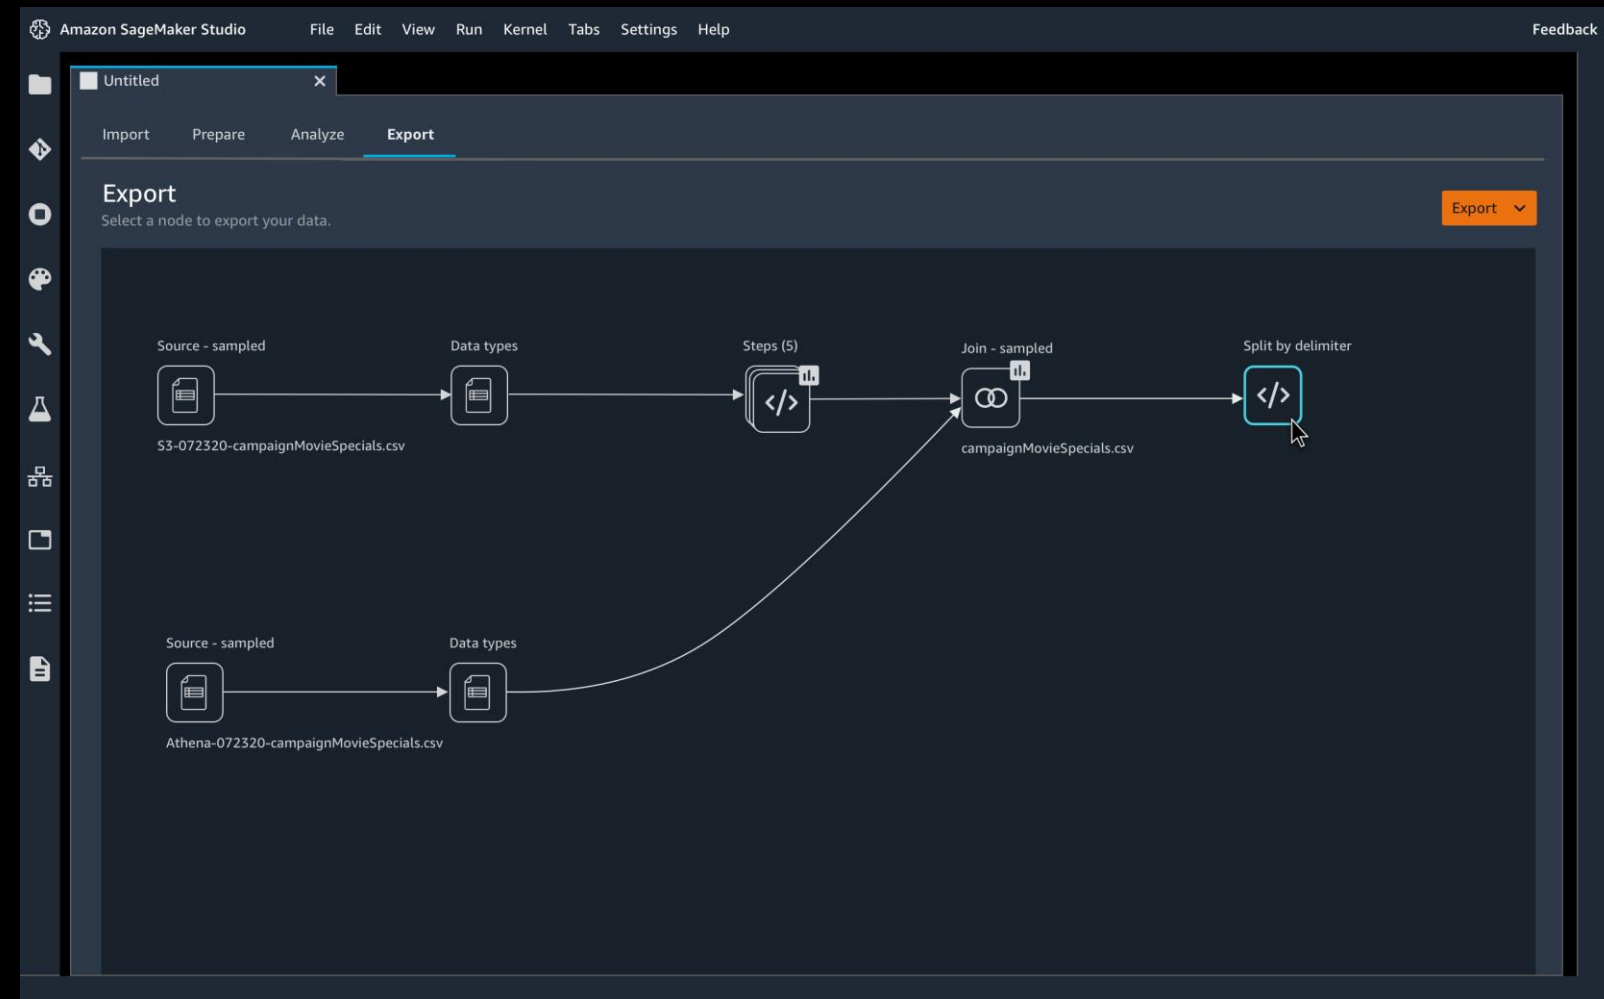 Amazon SageMaker Studio File Edit View Run Kernel Tabs Settings Help Feedback
Untitled
Import Prepare Analyze Export
Export
Select a node to export your data.
Export
Source - sampled Data types Steps (5) Join - sampled Split by delimiter
S3-072320-campaignMovieSpecials.csv campaignMovieSpecials.csv
Source - sampled Data types
Athena-072320-campaignMovieSpecials.csv